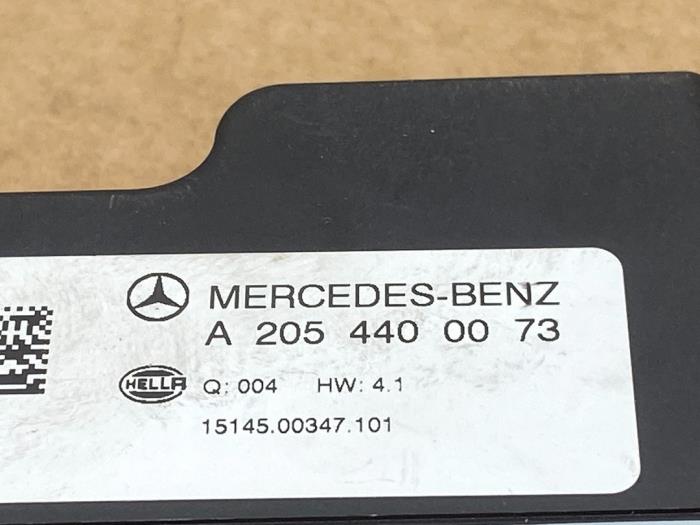 MERCEDES-BENZ
A 205 440 00 73
HELLA Q: 004 HW: 4.1
15145.00347.101